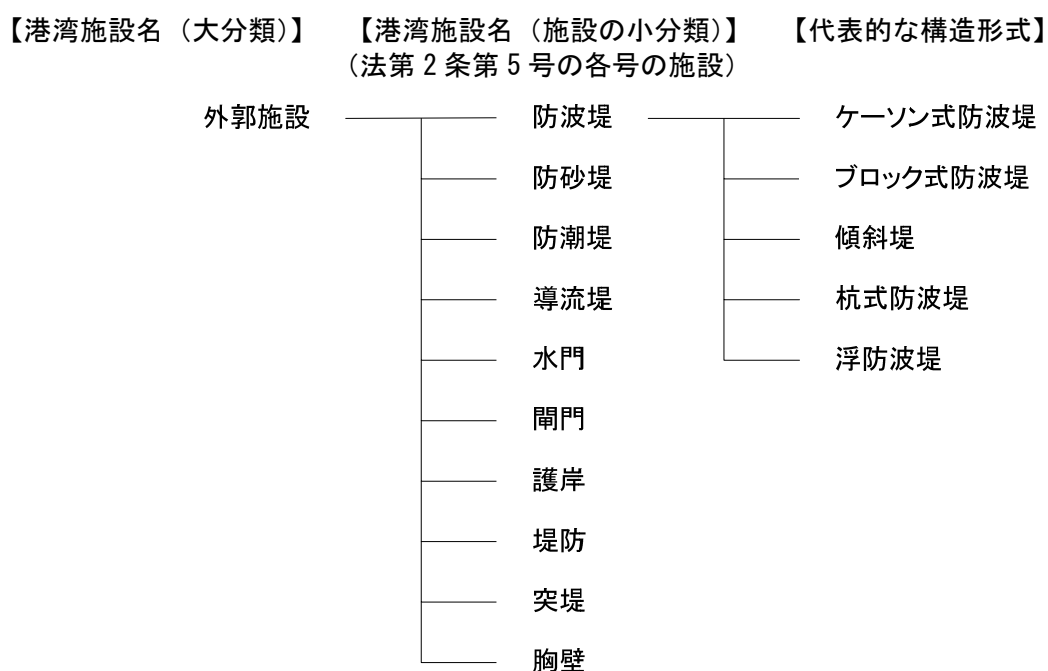 【港湾施設名（大分類）】 【港湾施設名（施設の小分類）】 【代表的な構造形式】
（法第２条第５号の各号の施設）
外郭施設 防波堤 ケーソン式防波堤
防砂堤 ブロック式防波堤
防潮堤 傾斜堤
導流堤 杭式防波堤
水門 浮防波堤
閘門
護岸
堤防
突堤
胸壁